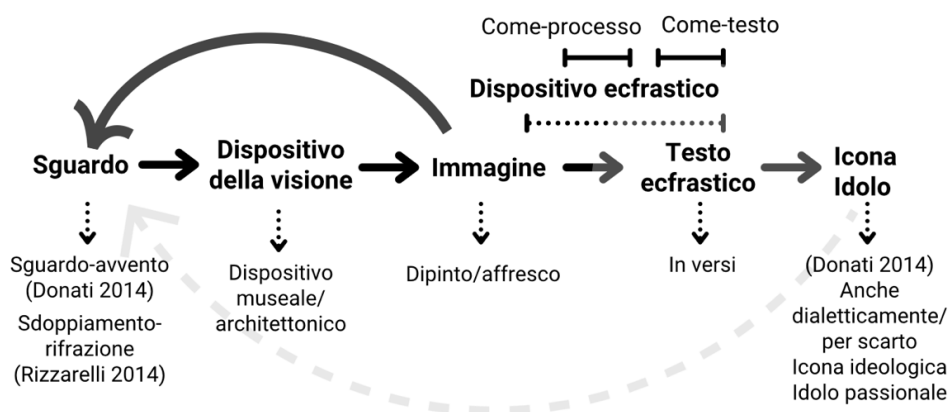 Come-processo
Come-testo
Dispositivo ecfrastico
Sguardo
Dispositivo
della visione
Immagine
Testo
ecfrastico
Icona
Idolo
Sguardo-avvento
(Donati 2014)
Sdoppiamento-
rifrazione
(Rizzarelli 2014)
Dispositivo
museale/
architettonico
Dipinto/affresco
In versi
(Donati 2014)
Anche
dialetticamente/
per scarto
Icona ideologica
Idolo passionale